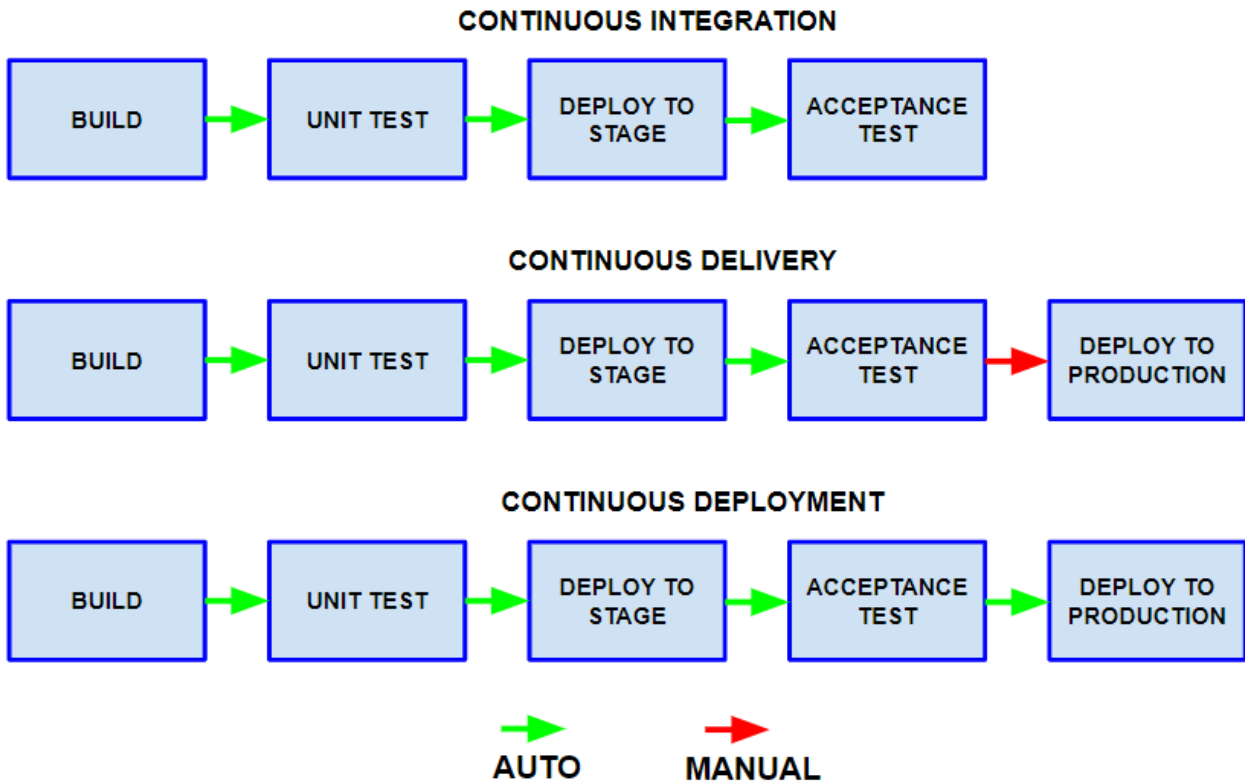 CONTINUOUS INTEGRATION
BUILD
UNIT TEST
DEPLOY TO
STAGE
ACCEPTANCE
TEST
CONTINUOUS DELIVERY
BUILD
UNIT TEST
DEPLOY TO
STAGE
ACCEPTANCE
TEST
DEPLOY TO
PRODUCTION
CONTINUOUS DEPLOYMENT
BUILD
UNIT TEST
DEPLOY TO
STAGE
ACCEPTANCE
TEST
DEPLOY TO
PRODUCTION
AUTO
MANUAL